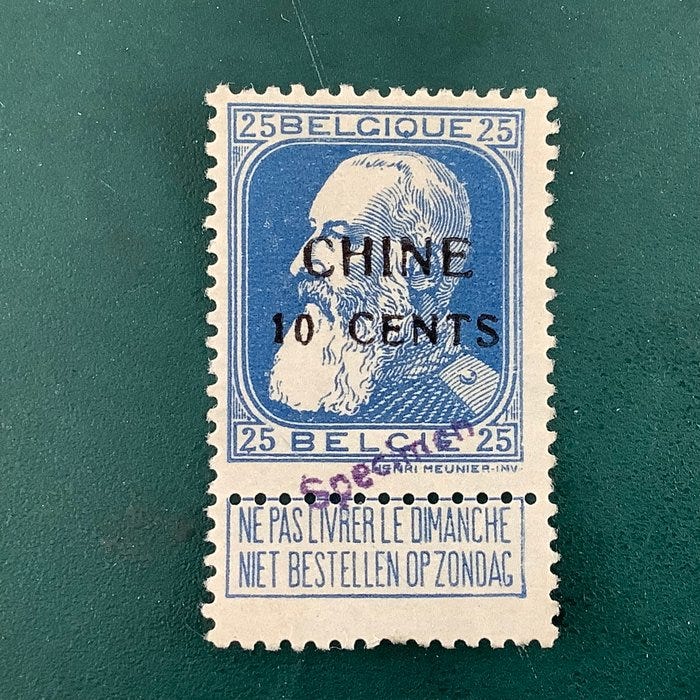 25 BELGIQUE 25
CHINE
10 CENTS
25 BELGIE 25
Specimen
HENRI MEUNIER-INV.
NE PAS LIVRER LE DIMANCHE
NIET BESTELLEN OP ZONDAG